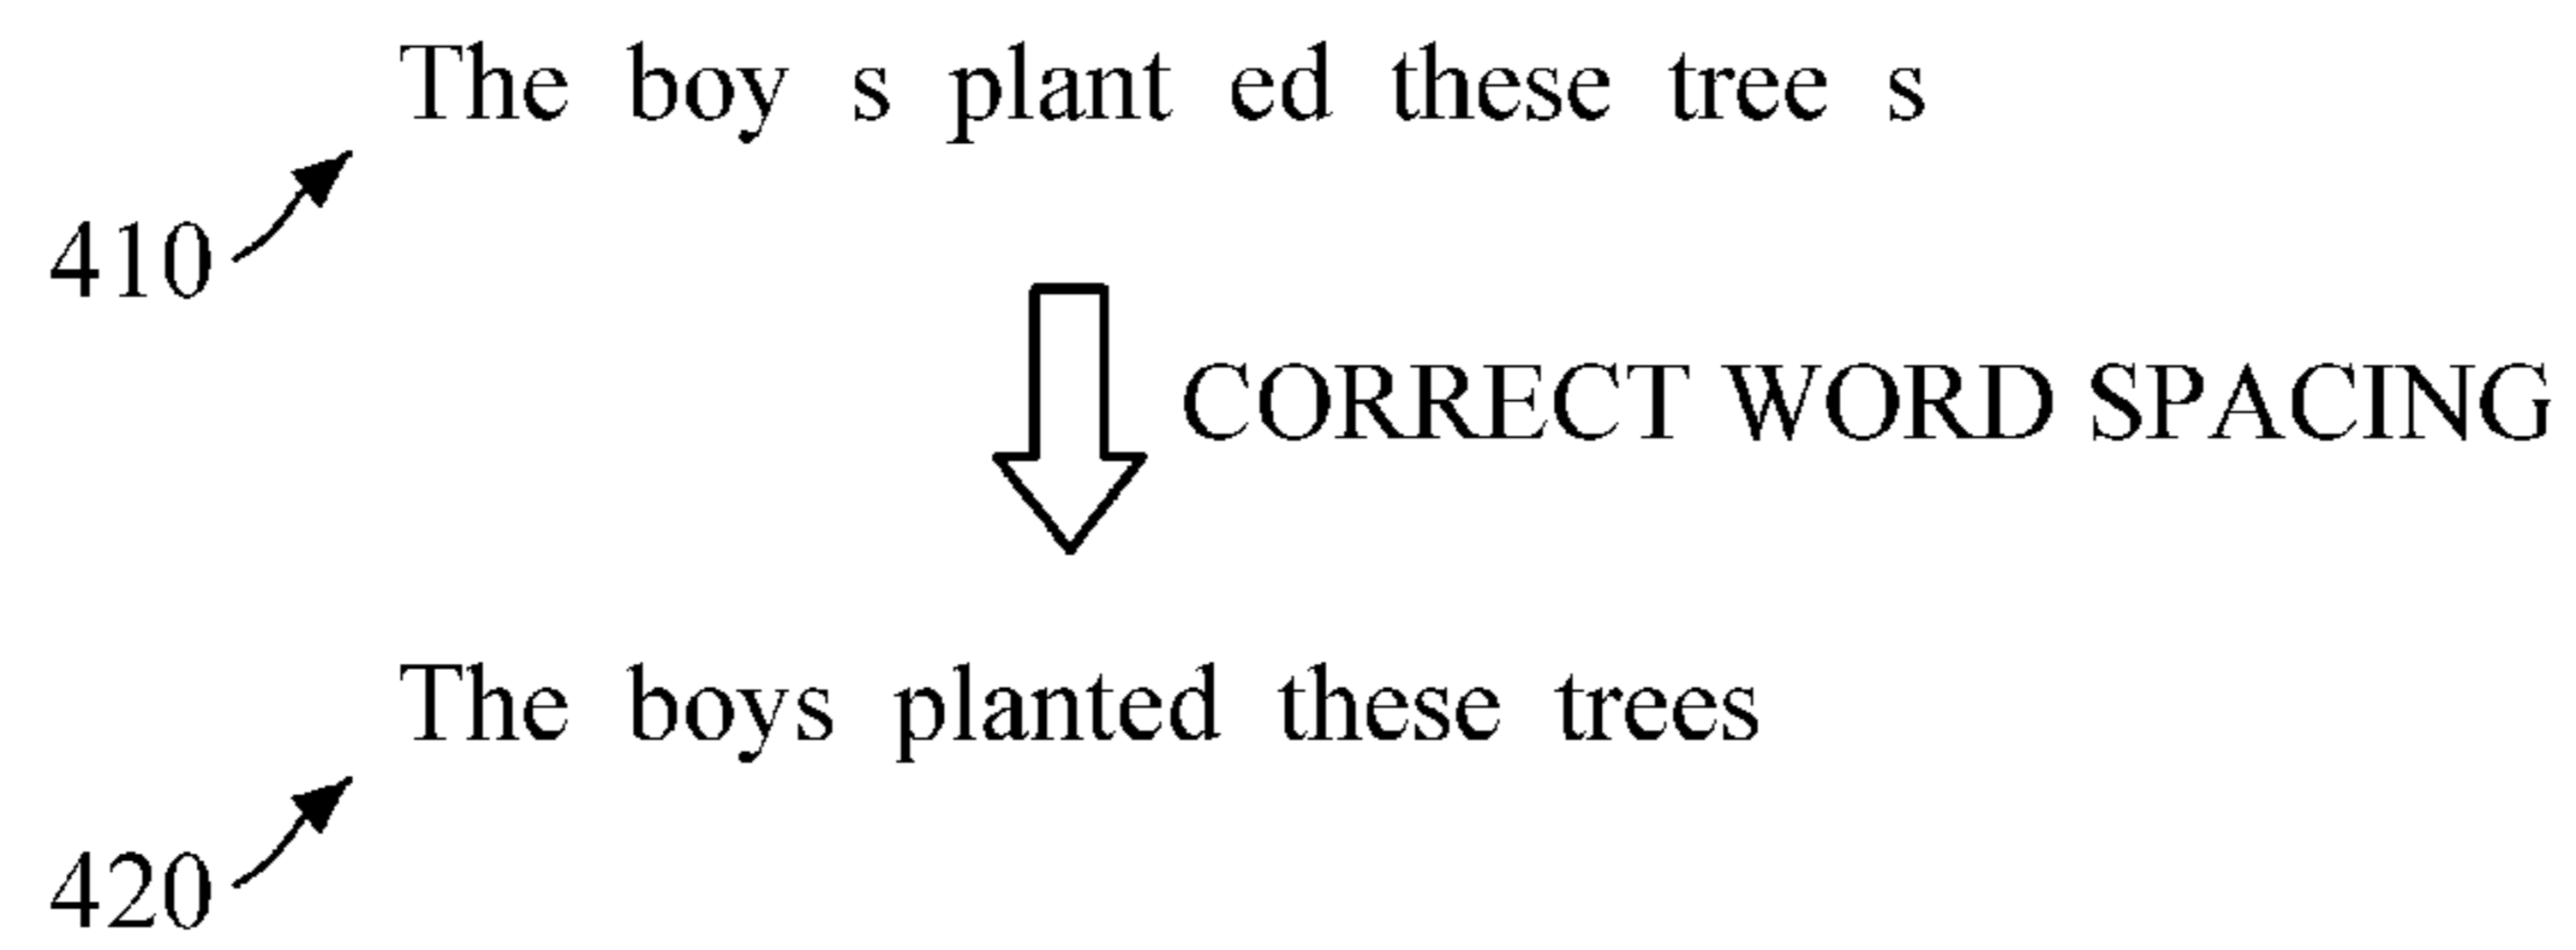 The boy s plant ed these tree s
410
CORRECT WORD SPACING
The boys planted these trees
420